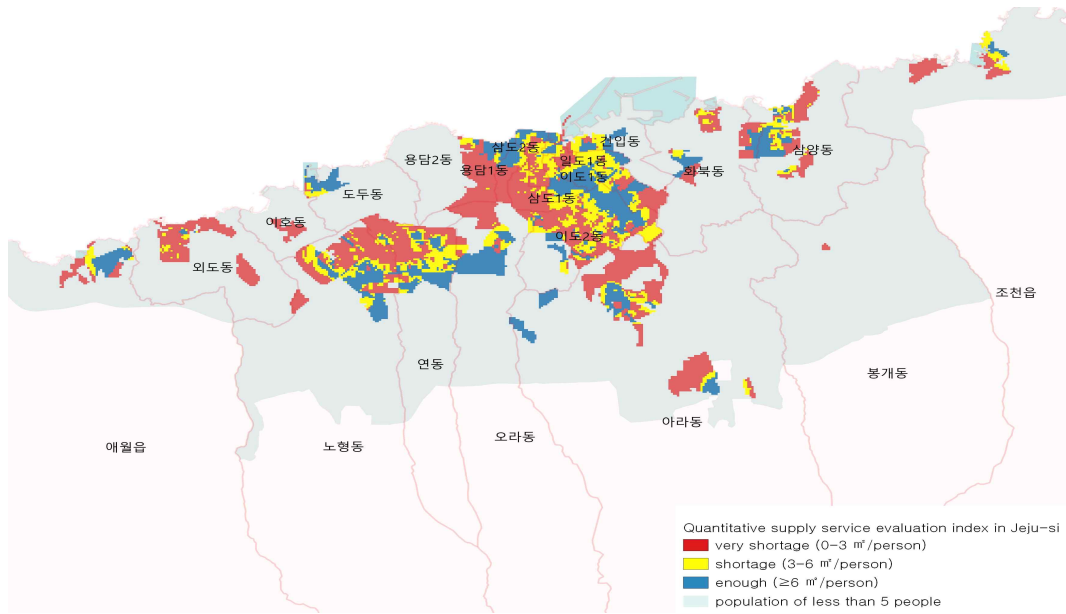 건입동
삼도2동
용담2동
일도1동
용담1동
화북동
삼양동
이도1동
도두동
삼도1동
이호동
이도2동
외도동
조천읍
연동
봉개동
아라동
오라동
애월읍
노형동
Quantitative supply service evaluation index in Jeju-si
very shortage (0-3 ㎡/person)
shortage (3-6 ㎡/person)
enough (≥6 ㎡/person)
population of less than 5 people